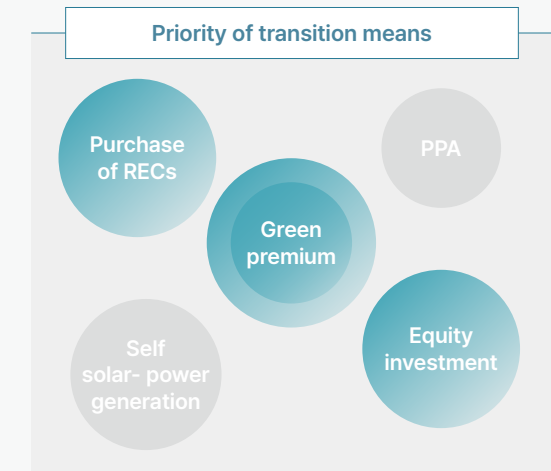 Priority of transition means
Purchase
of RECs
PPA
Green
premium
Self
solar- power
generation
Equity
investment